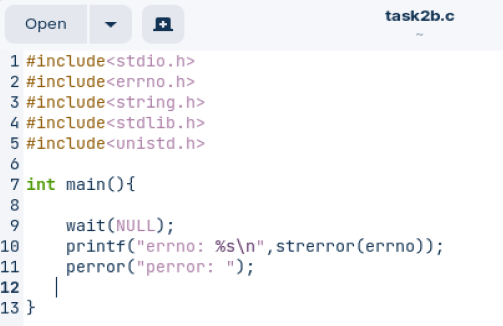 Open
task2b.c
~
1 #include<stdio.h>
2 #include<errno.h>
3 #include<string.h>
4 #include<stdlib.h>
5 #include<unistd.h>
6
7 int main(){
8
9     wait(NULL);
10     printf("errno: %s\n",strerror(errno));
11     perror("perror: ");
12
13 }